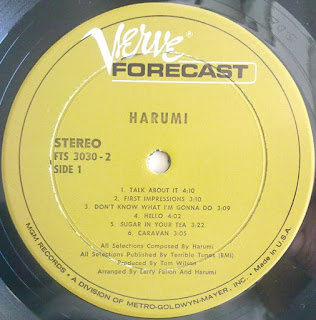 Verve
FORECAST
HARUMI
STEREO
FTS 3030-2
SIDE 1
1. TALK ABOUT IT 4:10
2. FIRST IMPRESSIONS 3:10
3. DON'T KNOW WHAT I'M GONNA DO 3:09
4. HELLO 4:02
5. SUGAR IN YOUR TEA 3:22
6. CARAVAN 3:05
All Selections Composed By Harumi
All Selections Published By Terrible Tunes (BMI)
Produced By Tom Wilson
Arranged By Larry Fallon And Harumi
MGM RECORDS • A DIVISION OF METRO-GOLDWYN-MAYER, INC. • Made in U.S.A.